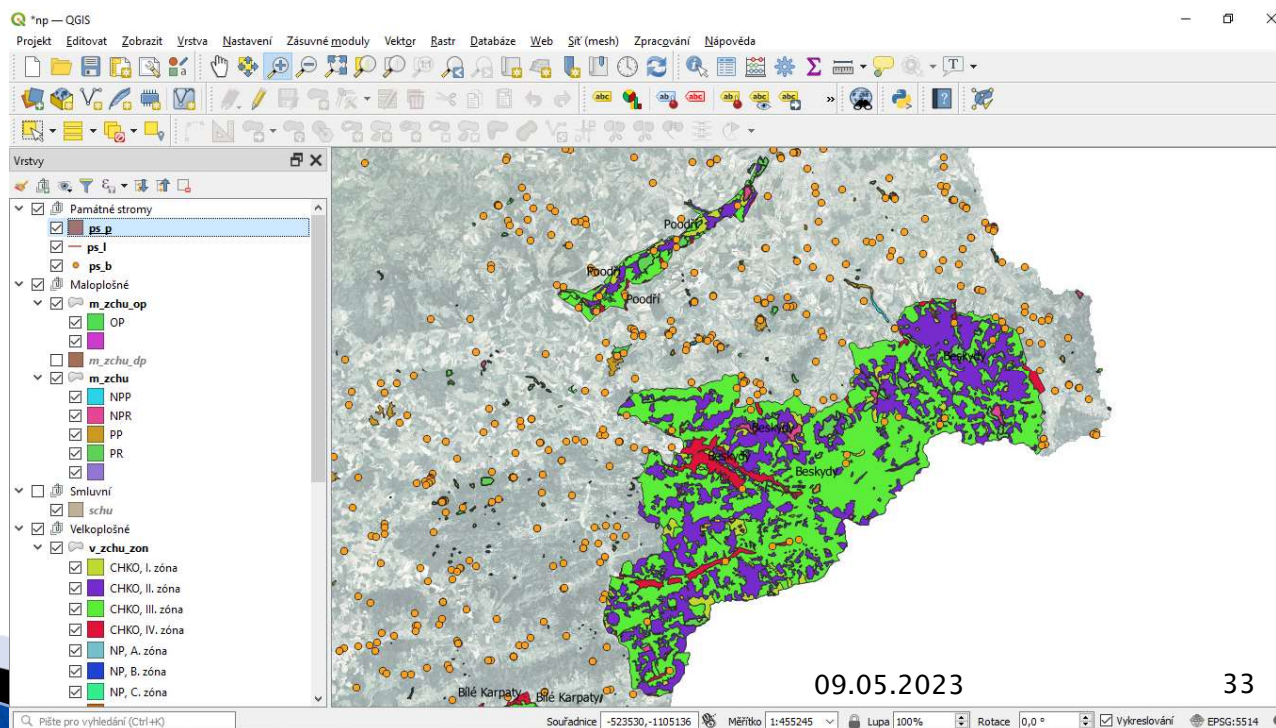 *np — QGIS
Projekt Editovat Zobrazit Vrstva Nastavení Zásuvné moduly Vektor Rastr Databáze Web Síť (mesh) Zpracování Nápověda
Vrstvy
Památné stromy
ps_p
ps_l
ps_b
Maloplošné
m_zchu_op
OP
m_zchu_dp
m_zchu
NPP
NPR
PP
PR
Smluvní
schu
Velkoplošné
v_zchu_zon
CHKO, I. zóna
CHKO, II. zóna
CHKO, III. zóna
CHKO, IV. zóna
NP, A. zóna
NP, B. zóna
NP, C. zóna
Poodří
Poodří
Poodří
Beskydy
Beskydy
Beskydy
Beskydy
Bílé Karpaty
Bílé Karpaty
09.05.2023
33
Pište pro vyhledání (Ctrl+K)
Souřadnice -523530,-1105136 Měřítko 1:455245 Lupa 100% Rotace 0,0 ° Vykreslování EPSG:5514